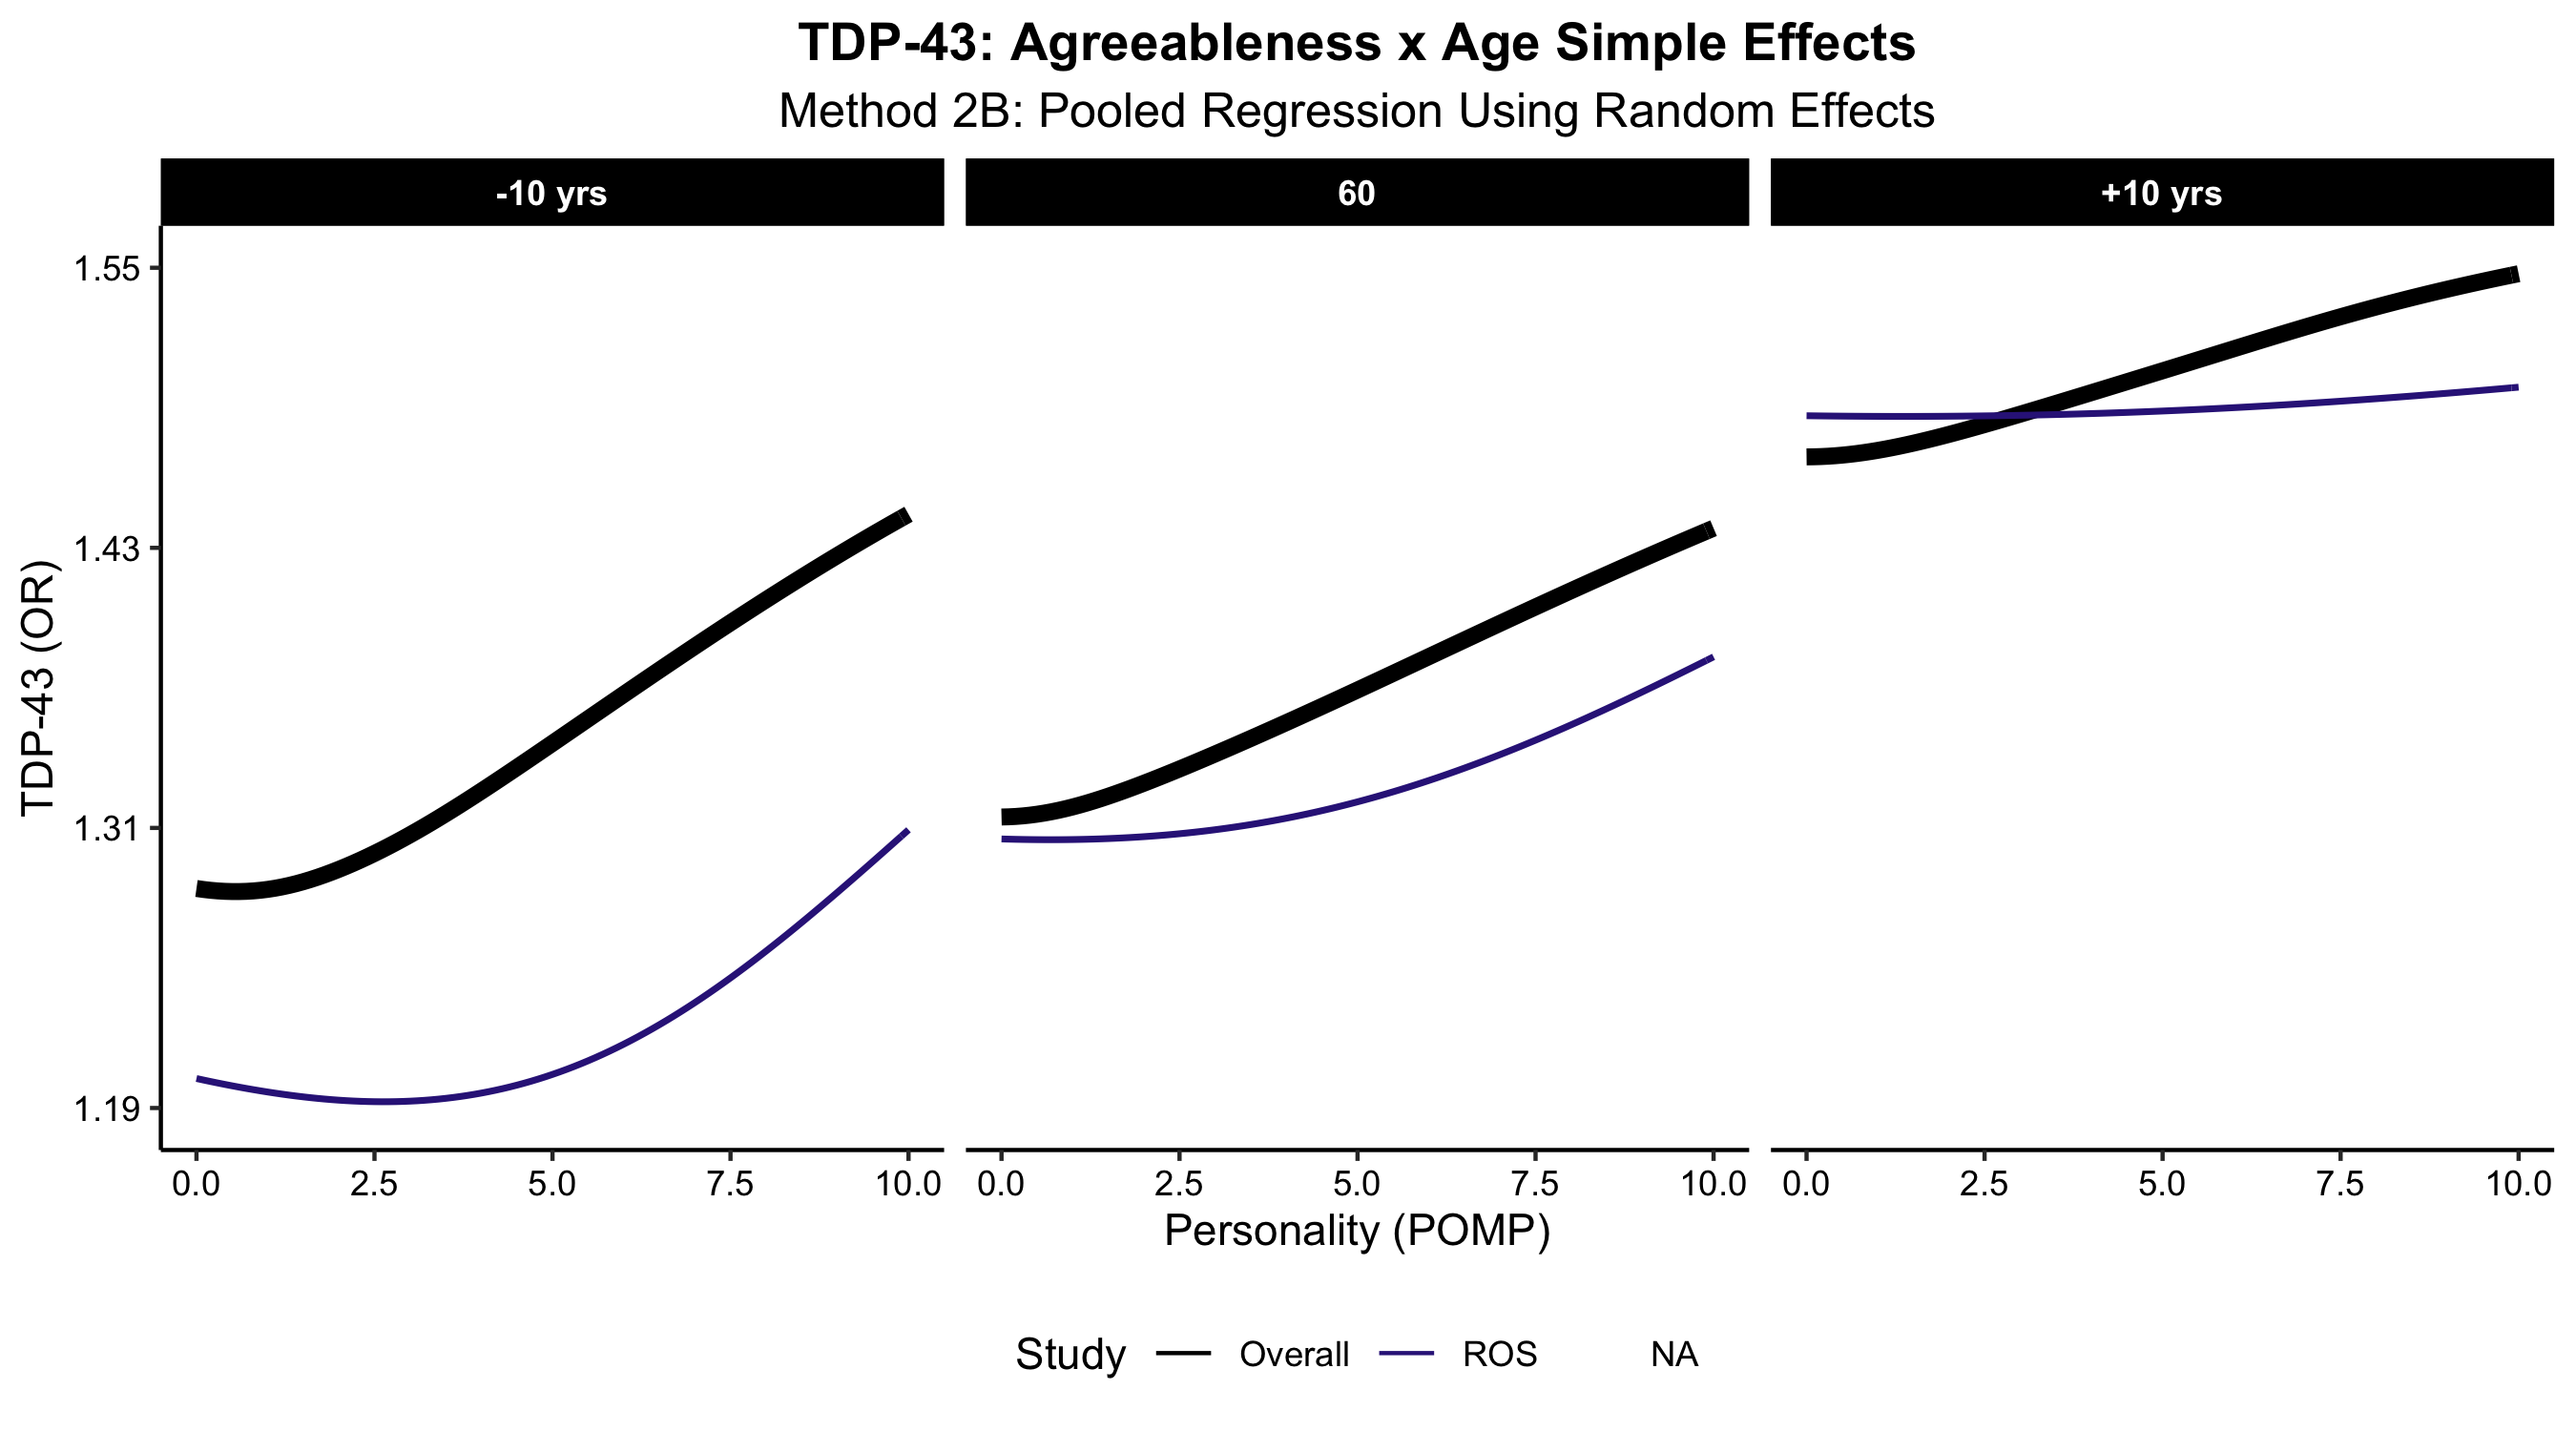 TDP-43: Agreeableness x Age Simple Effects
Method 2B: Pooled Regression Using Random Effects
-10 yrs 60 +10 yrs
TDP-43 (OR)
1.55
1.43
1.31
1.19
0.0 2.5 5.0 7.5 10.0 0.0 2.5 5.0 7.5 10.0 0.0 2.5 5.0 7.5 10.0
Personality (POMP)
Study Overall ROS NA